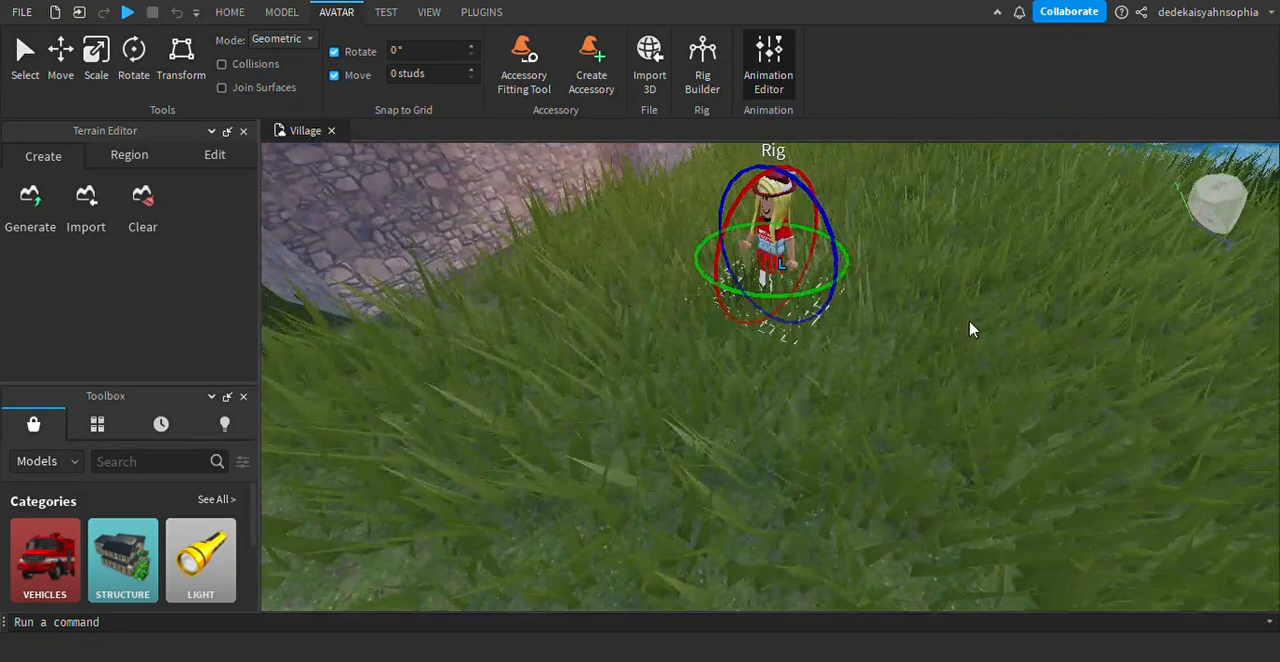 FILE HOME MODEL AVATAR TEST VIEW PLUGINS Collaborate dedekaisyahnsophia
Select Move Scale Rotate Transform
Mode: Geometric
Collisions
Join Surfaces
Tools
Rotate 0°
Move 0 studs
Snap to Grid
Accessory Fitting Tool
Create Accessory
Accessory
Import 3D
File
Rig Builder
Rig
Animation Editor
Animation
Terrain Editor
Create Region Edit
Generate Import Clear
Village
Rig
L
Y
Toolbox
Models Search
Categories See All >
VEHICLES STRUCTURE LIGHT
Run a command